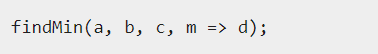 findMin(a, b, c, m => d);